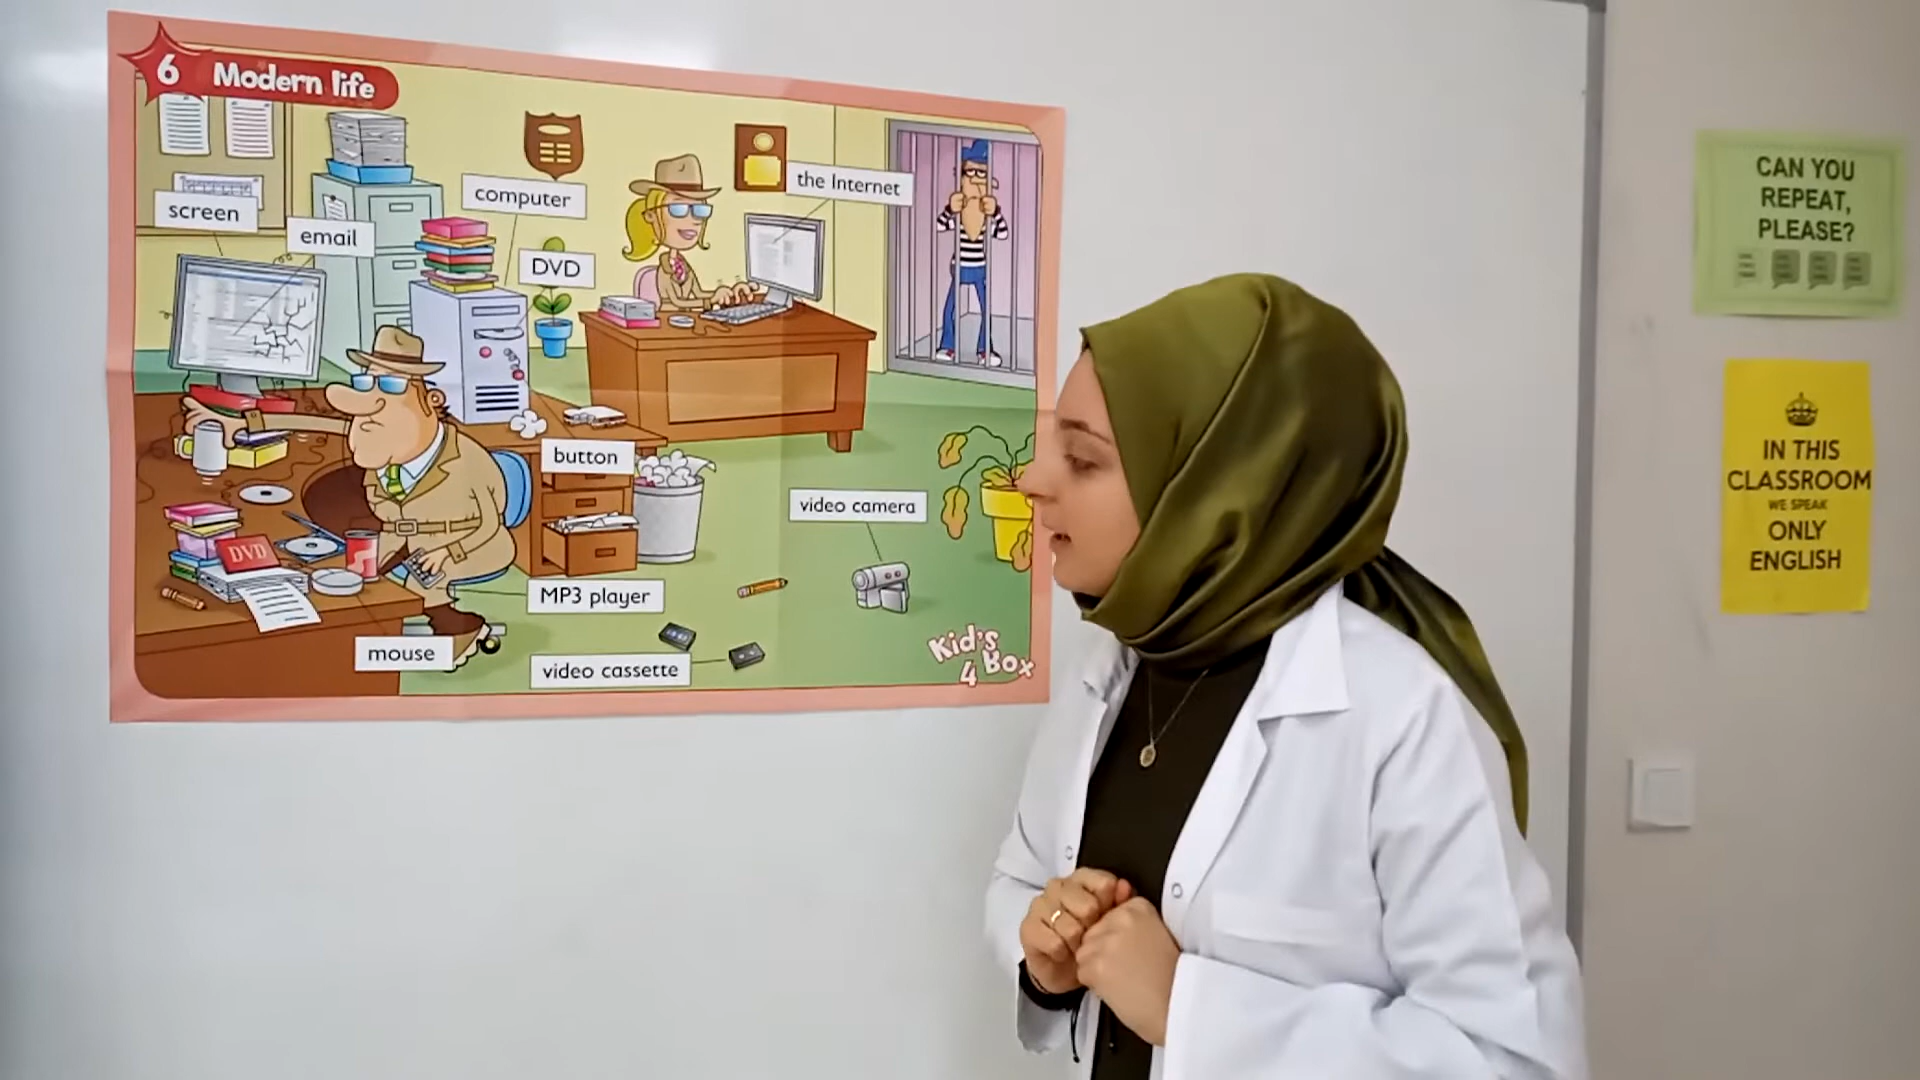 6 Modern life
screen
email
computer
DVD
the Internet
button
video camera
DVD
MP3 player
mouse
video cassette
Kid's
Box
4
CAN YOU
REPEAT,
PLEASE?
IN THIS
CLASSROOM
WE SPEAK
ONLY
ENGLISH